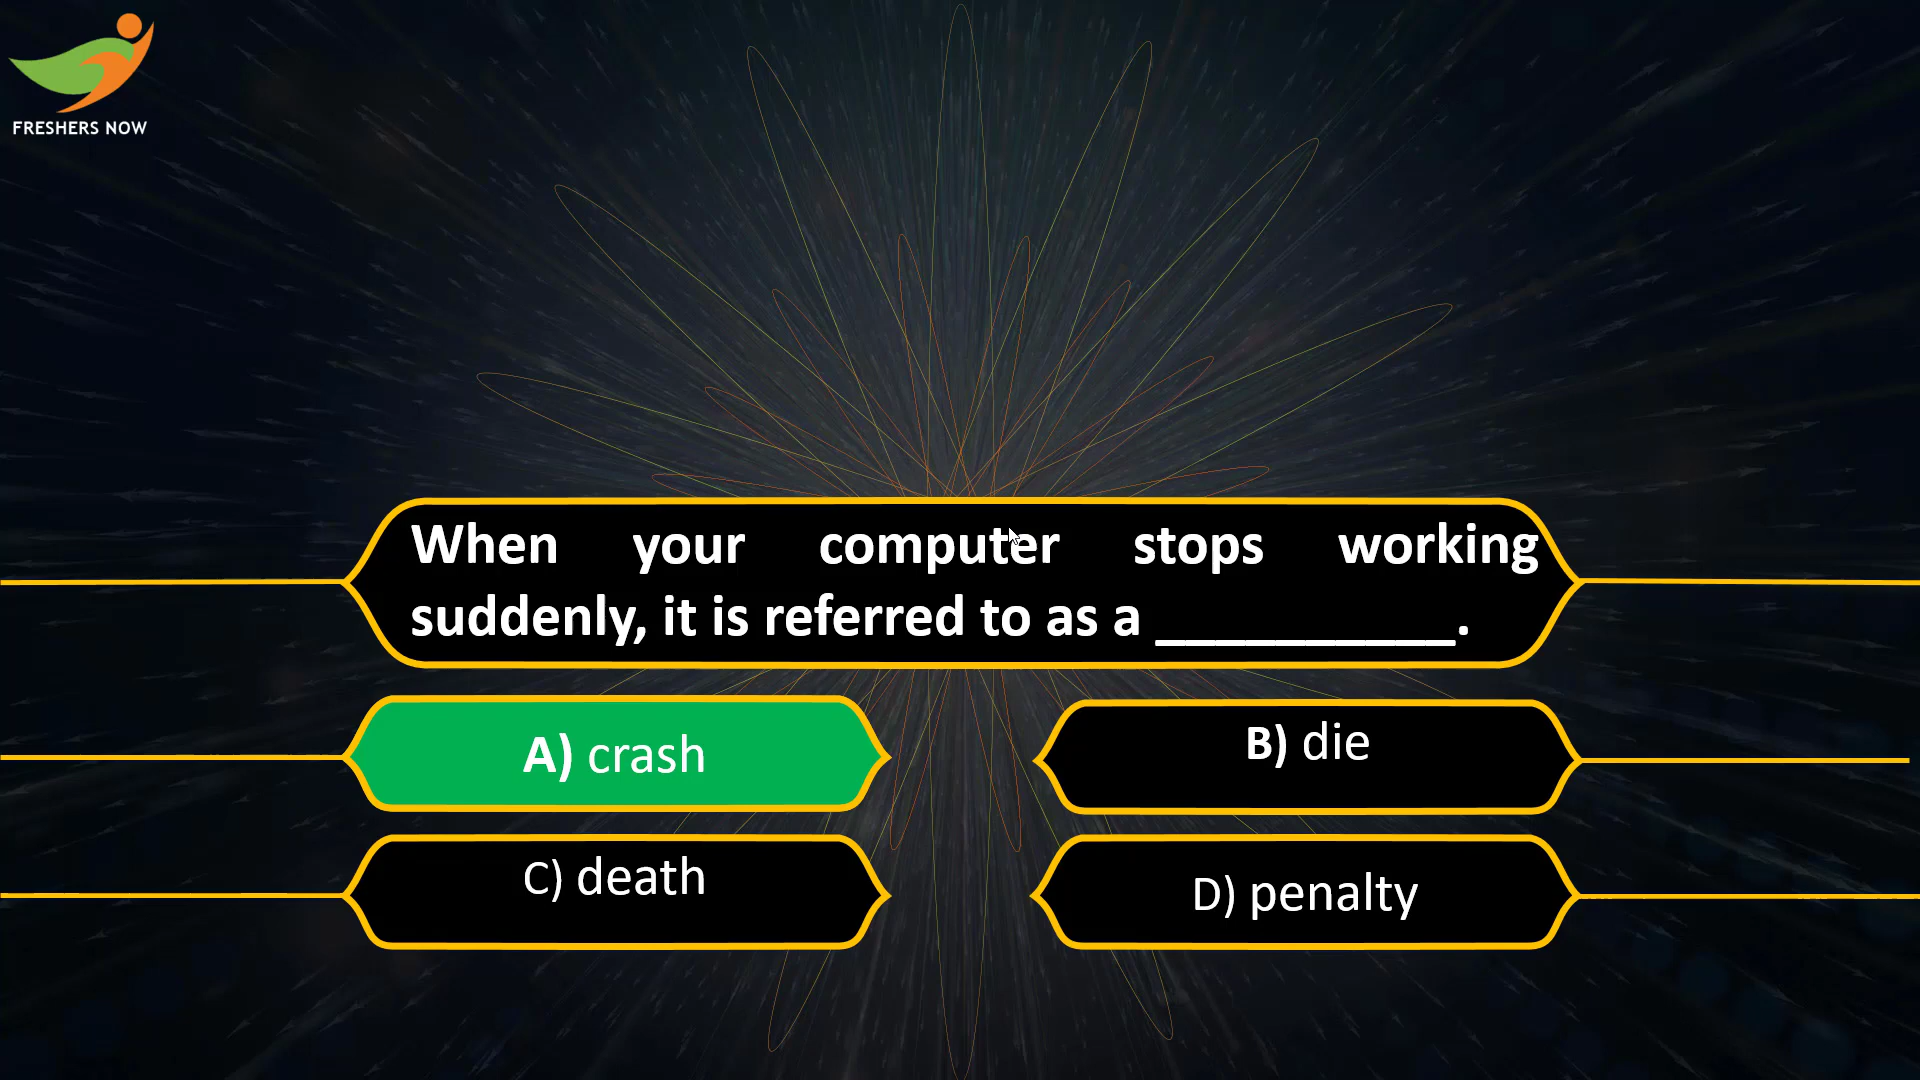 FRESHERS NOW
When your computer stops working
suddenly, it is referred to as a __________.
A) crash
B) die
C) death
D) penalty